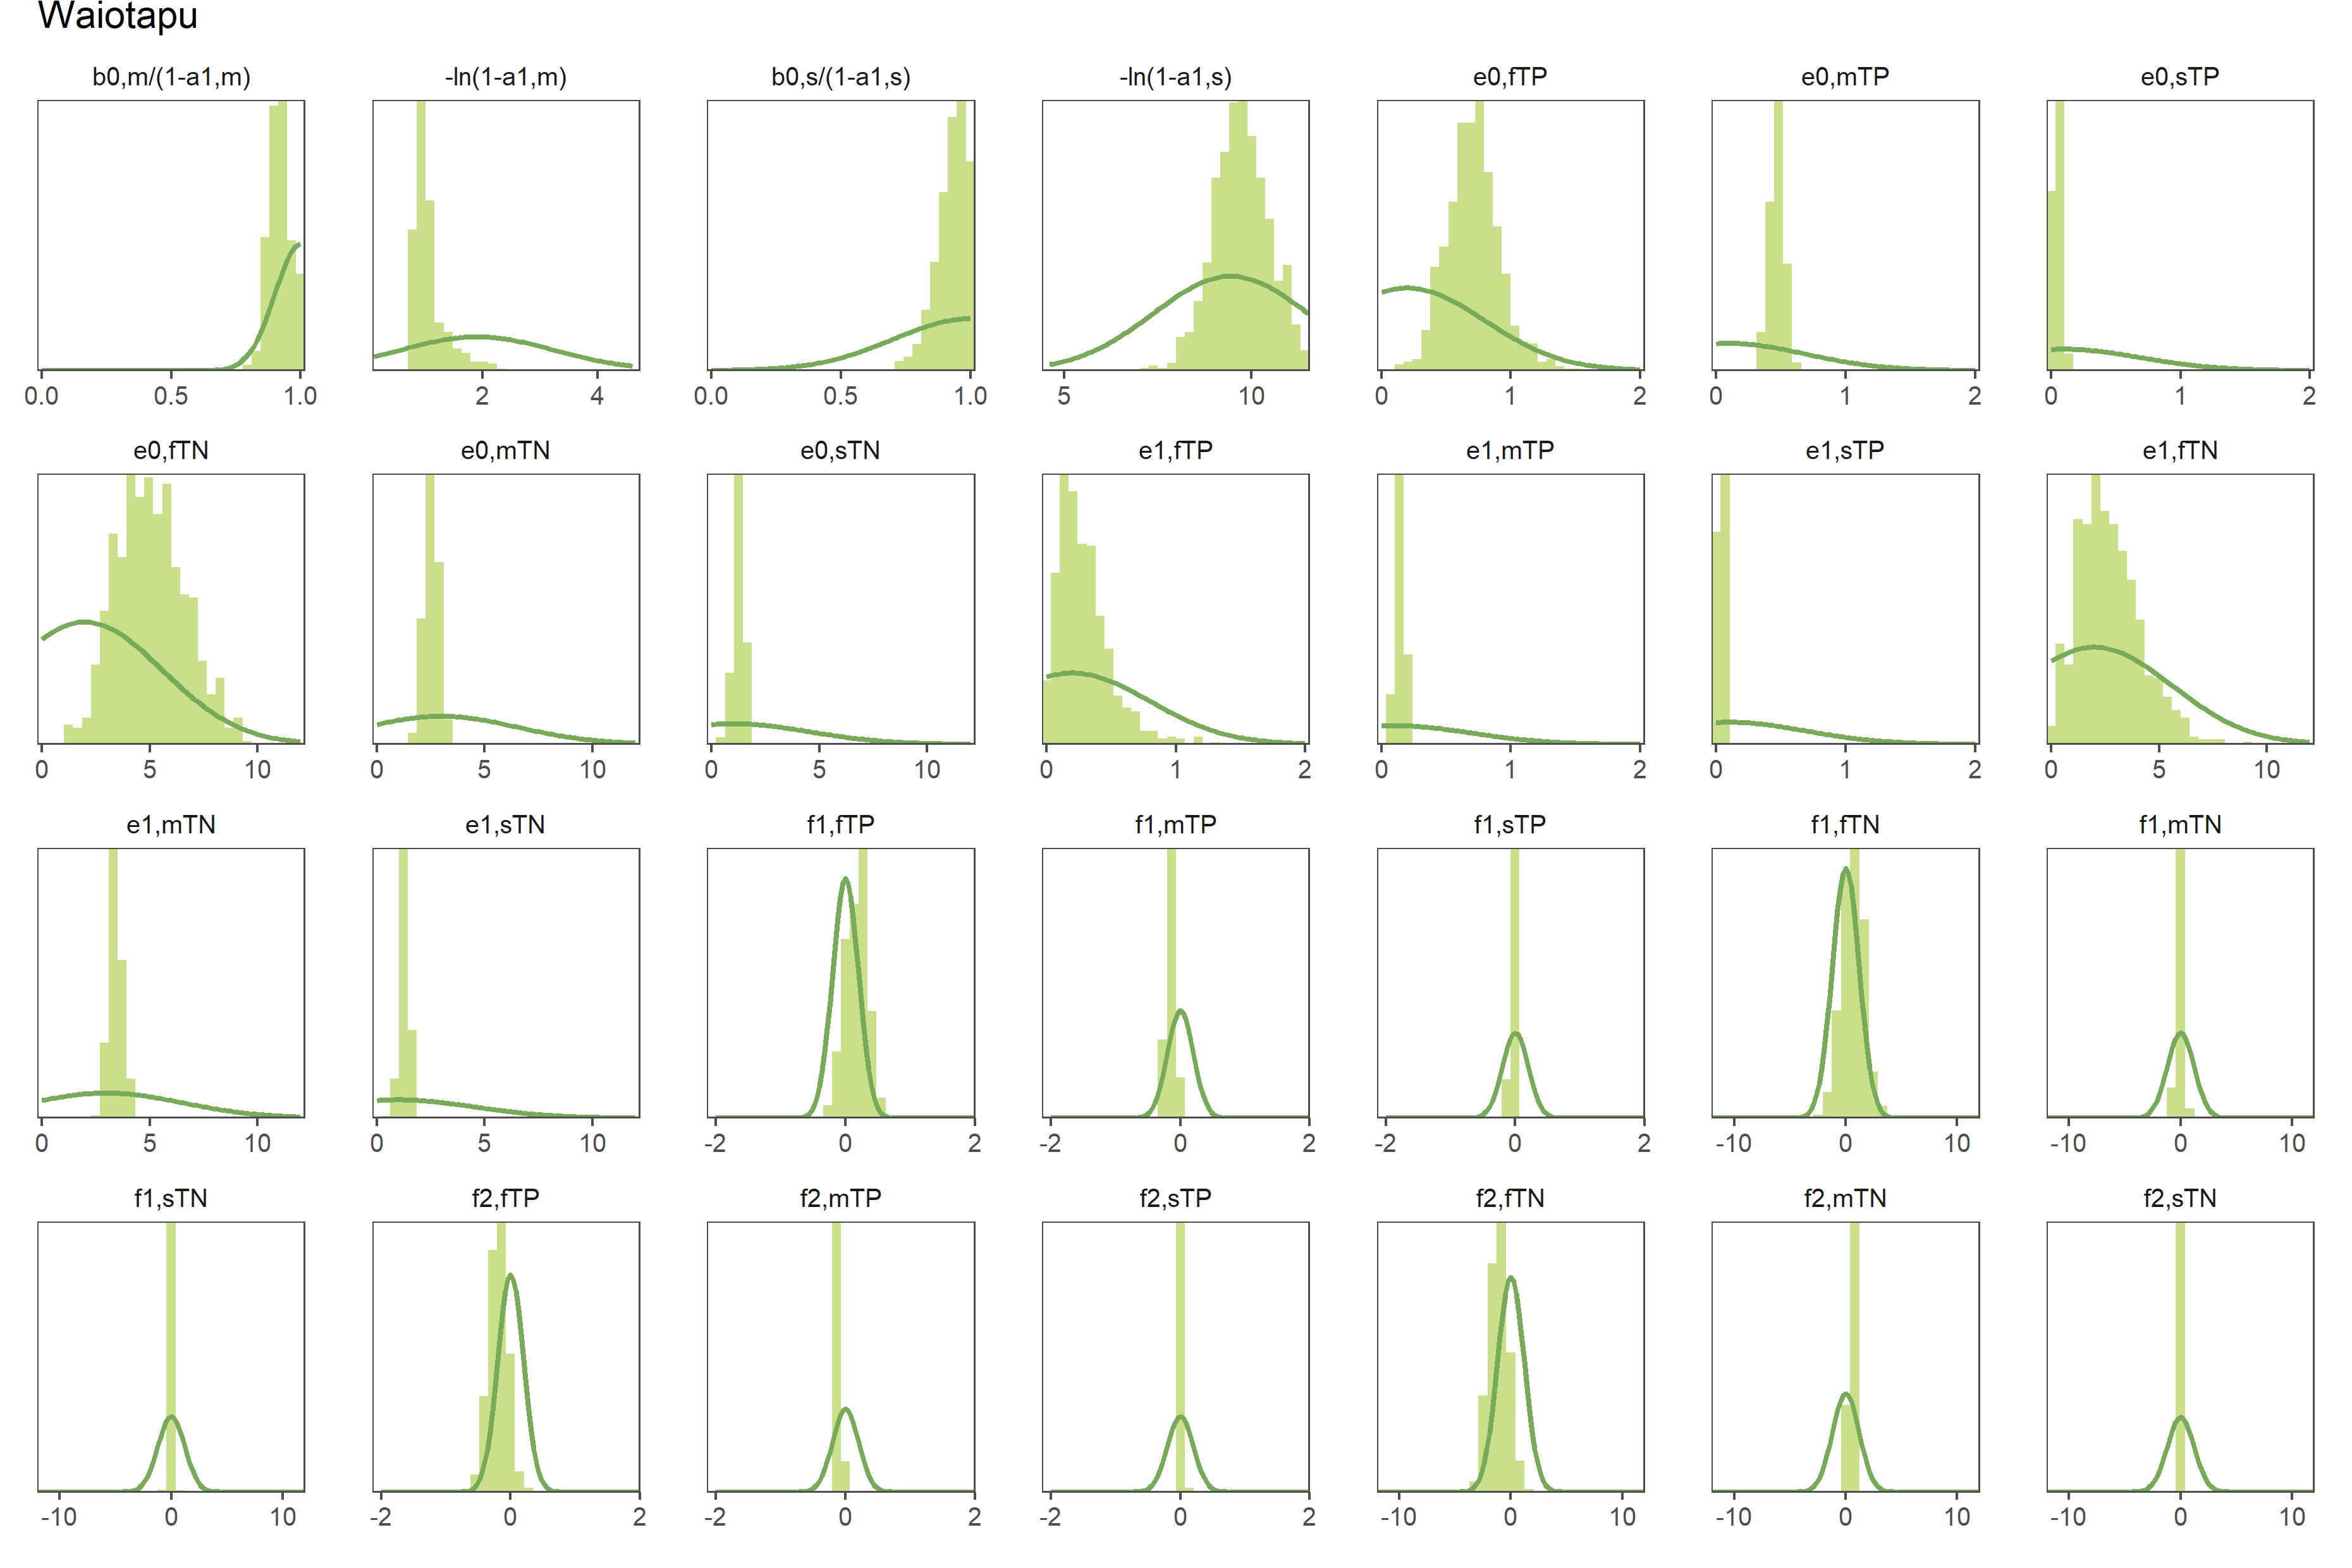 Waiotapu
b0,m/(1-a1,m) -ln(1-a1,m) b0,s/(1-a1,s) -ln(1-a1,s) e0,fTP e0,mTP e0,sTP
0.0 0.5 1.0 2 4 0.0 0.5 1.0 5 10 0 1 2 0 1 2 0 1 2
e0,fTN e0,mTN e0,sTN e1,fTP e1,mTP e1,sTP e1,fTN
0 5 10 0 5 10 0 5 10 0 1 2 0 1 2 0 1 2 0 5 10
e1,mTN e1,sTN f1,fTP f1,mTP f1,sTP f1,fTN f1,mTN
0 5 10 0 5 10 -2 0 2 -2 0 2 -2 0 2 -10 0 10 -10 0 10
f1,sTN f2,fTP f2,mTP f2,sTP f2,fTN f2,mTN f2,sTN
-10 0 10 -2 0 2 -2 0 2 -2 0 2 -10 0 10 -10 0 10 -10 0 10